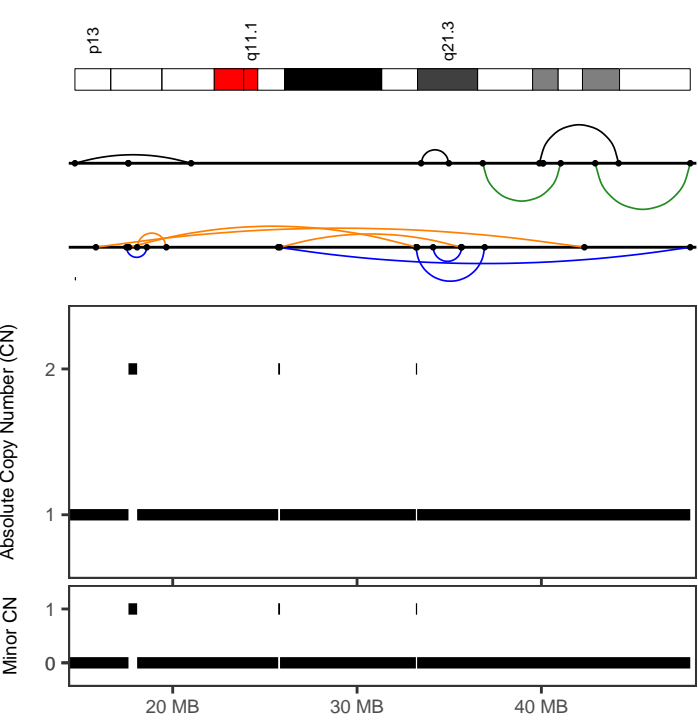 p13
q11.1
q21.3
Absolute Copy Number (CN)
2
1
Minor CN
1
0
20 MB
30 MB
40 MB